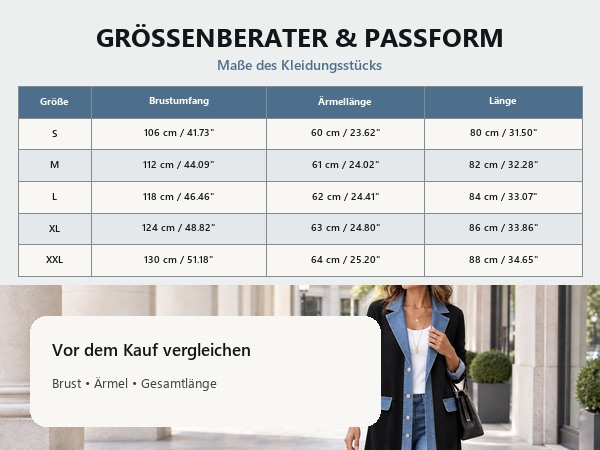 GRÖSSENBERATER & PASSFORM
Maße des Kleidungsstücks
Größe Brustumfang Ärmellänge Länge
S 106 cm / 41.73" 60 cm / 23.62" 80 cm / 31.50"
M 112 cm / 44.09" 61 cm / 24.02" 82 cm / 32.28"
L 118 cm / 46.46" 62 cm / 24.41" 84 cm / 33.07"
XL 124 cm / 48.82" 63 cm / 24.80" 86 cm / 33.86"
XXL 130 cm / 51.18" 64 cm / 25.20" 88 cm / 34.65"
Vor dem Kauf vergleichen
Brust • Ärmel • Gesamtlänge